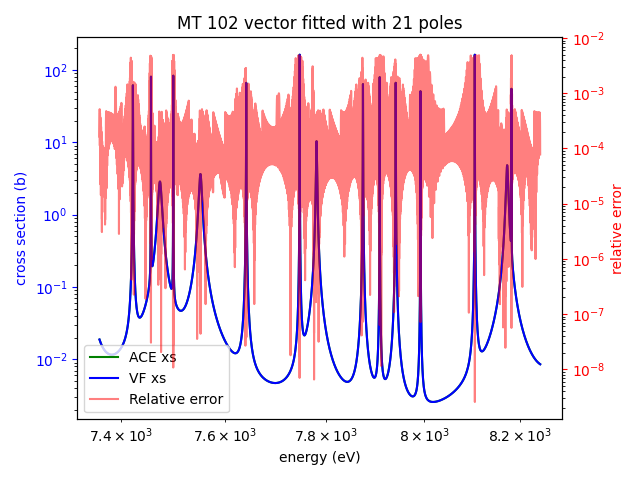 MT 102 vector fitted with 21 poles
cross section (b)
10² 10¹ 10⁰ 10⁻¹ 10⁻²
10⁻² 10⁻³ 10⁻⁴ 10⁻⁵ 10⁻⁶ 10⁻⁷ 10⁻⁸
relative error
ACE xs
VF xs
Relative error
7.4 × 10³ 7.6 × 10³ 7.8 × 10³ 8 × 10³ 8.2 × 10³
energy (eV)